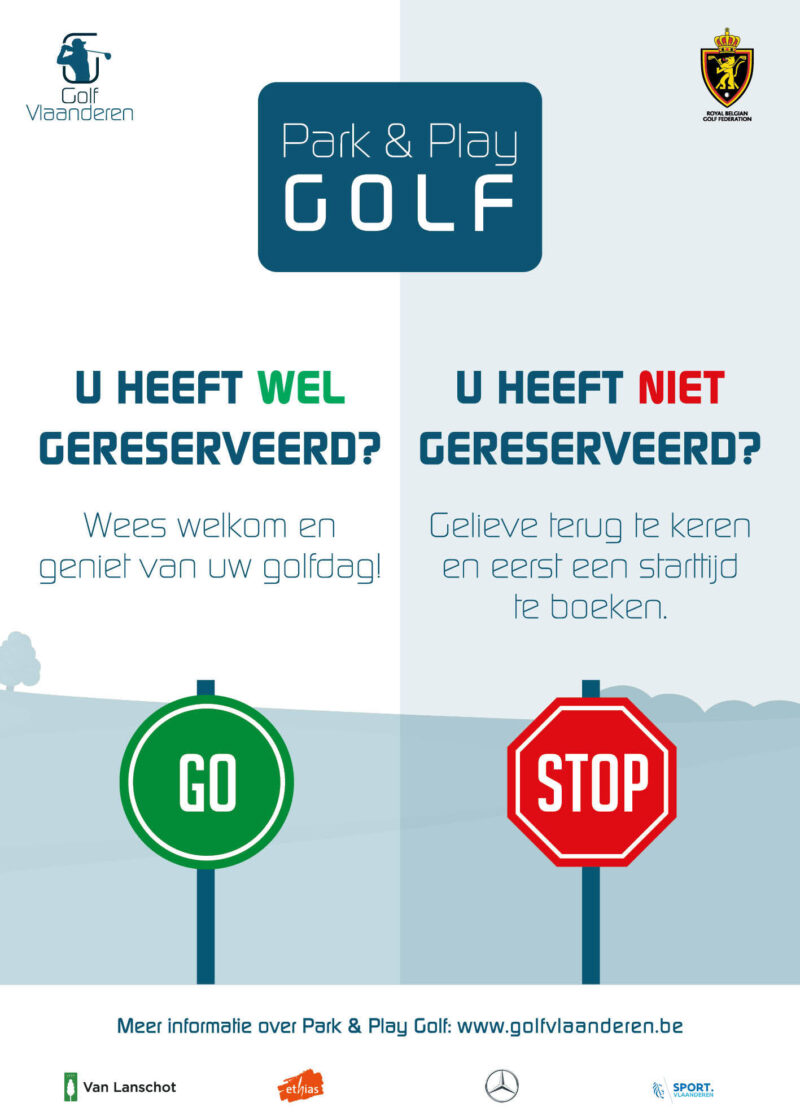 Golf
Vlaanderen
ROYAL BELGIAN
GOLF FEDERATION
Park & Play
GOLF
U HEEFT WEL
GERESERVEERD?
Wees welkom en
geniet van uw golfdag!
U HEEFT NIET
GERESERVEERD?
Gelieve terug te keren
en eerst een starttijd
te boeken.
GO
STOP
Meer informatie over Park & Play Golf: www.golfvlaanderen.be
Van Lanschot
ethias
SPORT.
VLAANDEREN